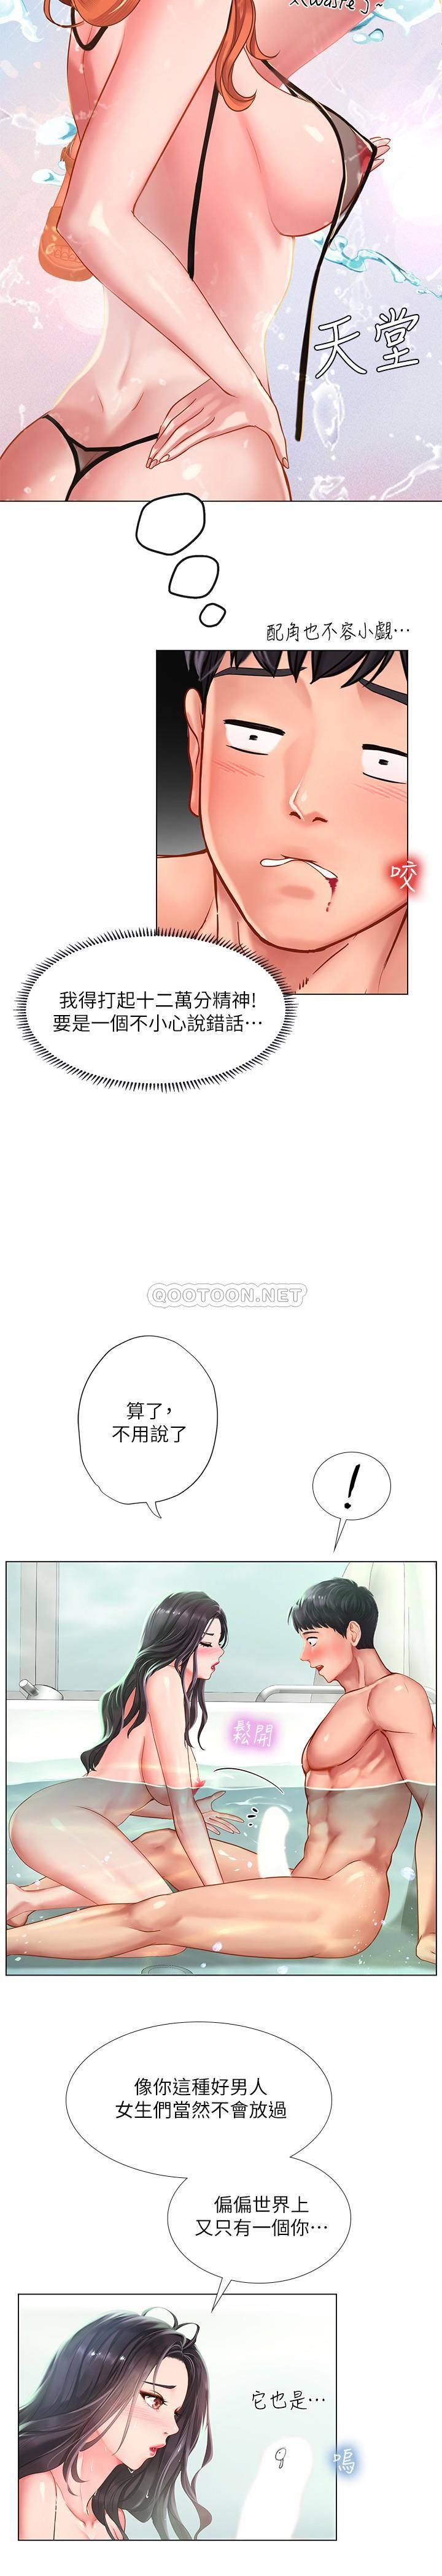 天堂
配角也不容小覷…
咬
我得打起十二萬分精神!
要是一個不小心說錯話…
QOOTOON.NET
算了,
不用說了
!
鬆開
像你這種好男人
女生們當然不會放過
偏偏世界上
又只有一個你…
它也是…
嗚